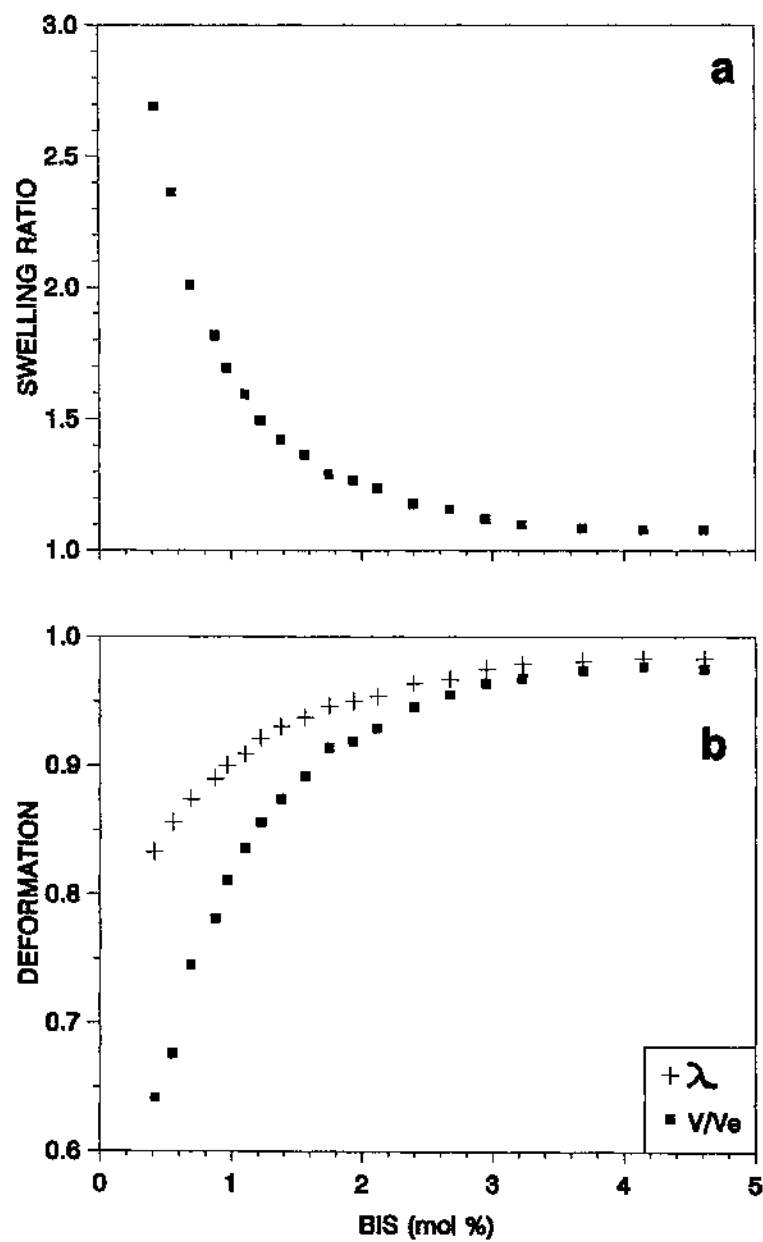 3.0
a
2.5
SWELLING RATIO
2.0
1.5
1.0
1.0
b
0.9
DEFORMATION
0.8
0.7
+ λ
■ V/Ve
0.6
0 1 2 3 4 5
BIS (mol %)